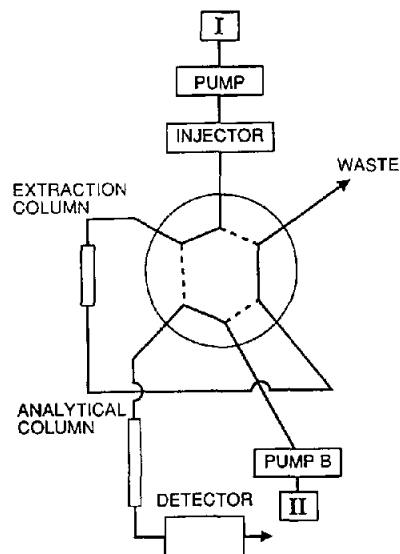 I
PUMP
INJECTOR
WASTE
EXTRACTION
COLUMN
ANALYTICAL
COLUMN
PUMP B
DETECTOR
II